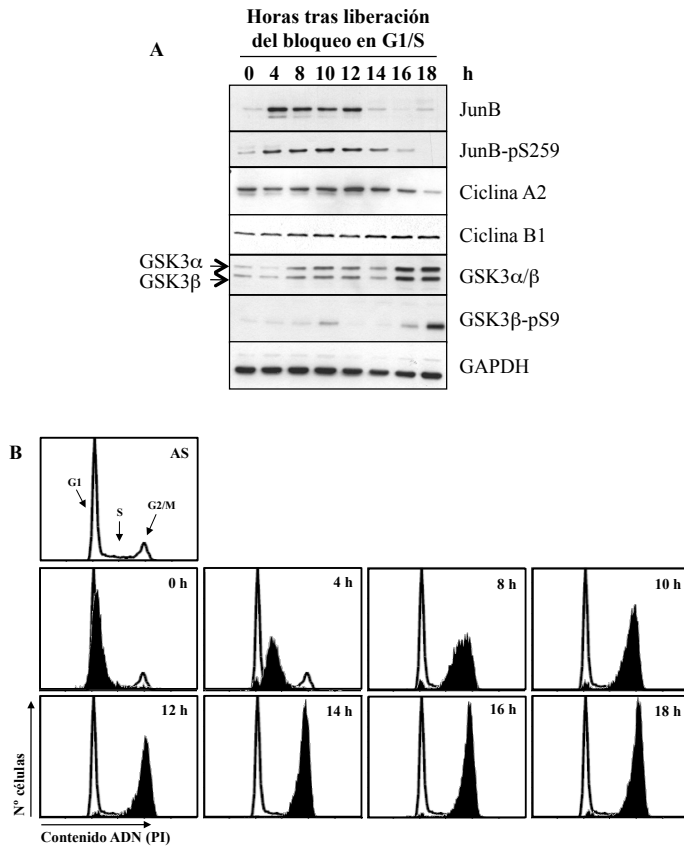 Horas tras liberación
del bloqueo en G1/S
A
0 4 8 10 12 14 16 18 h
JunB
JunB-pS259
Ciclina A2
Ciclina B1
GSK3α
GSK3β
GSK3α/β
GSK3β-pS9
GAPDH
B
AS
G1
S
G2/M
0 h
4 h
8 h
10 h
12 h
14 h
16 h
18 h
Nº células
Contenido ADN (PI)